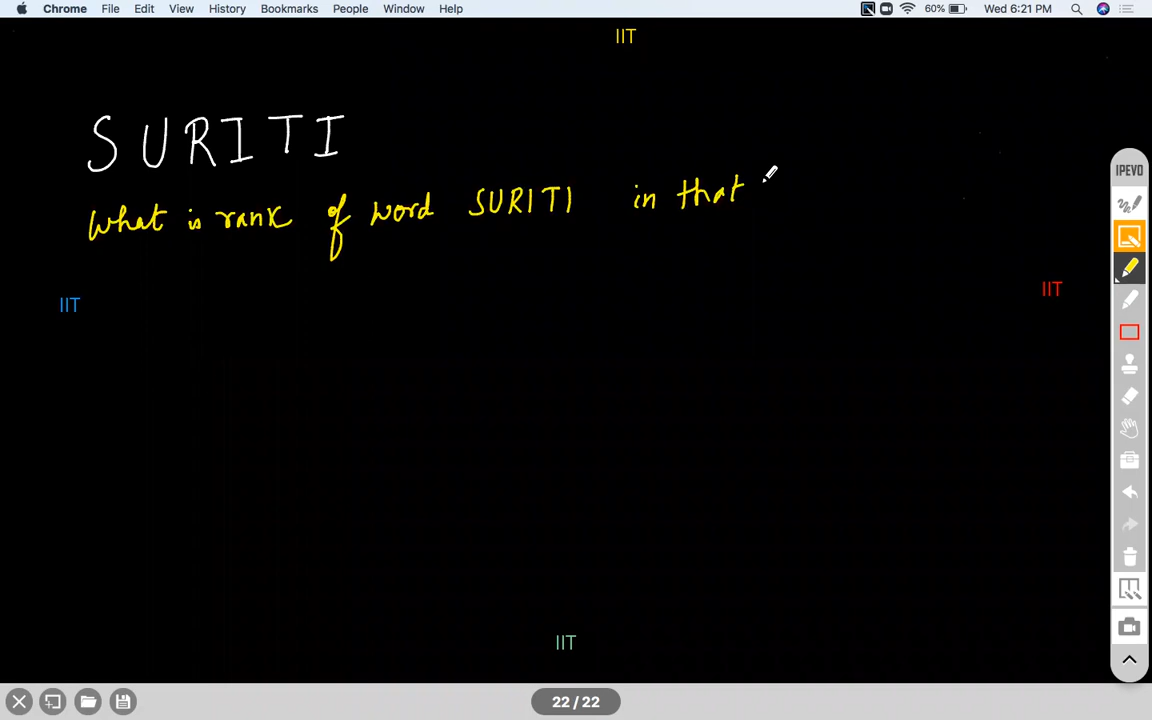 Chrome File Edit View History Bookmarks People Window Help 60% Wed 6:21 PM
IIT
SURITI
What is rank of word SURITI in that
IPEVO
IIT
IIT
IIT
22 / 22